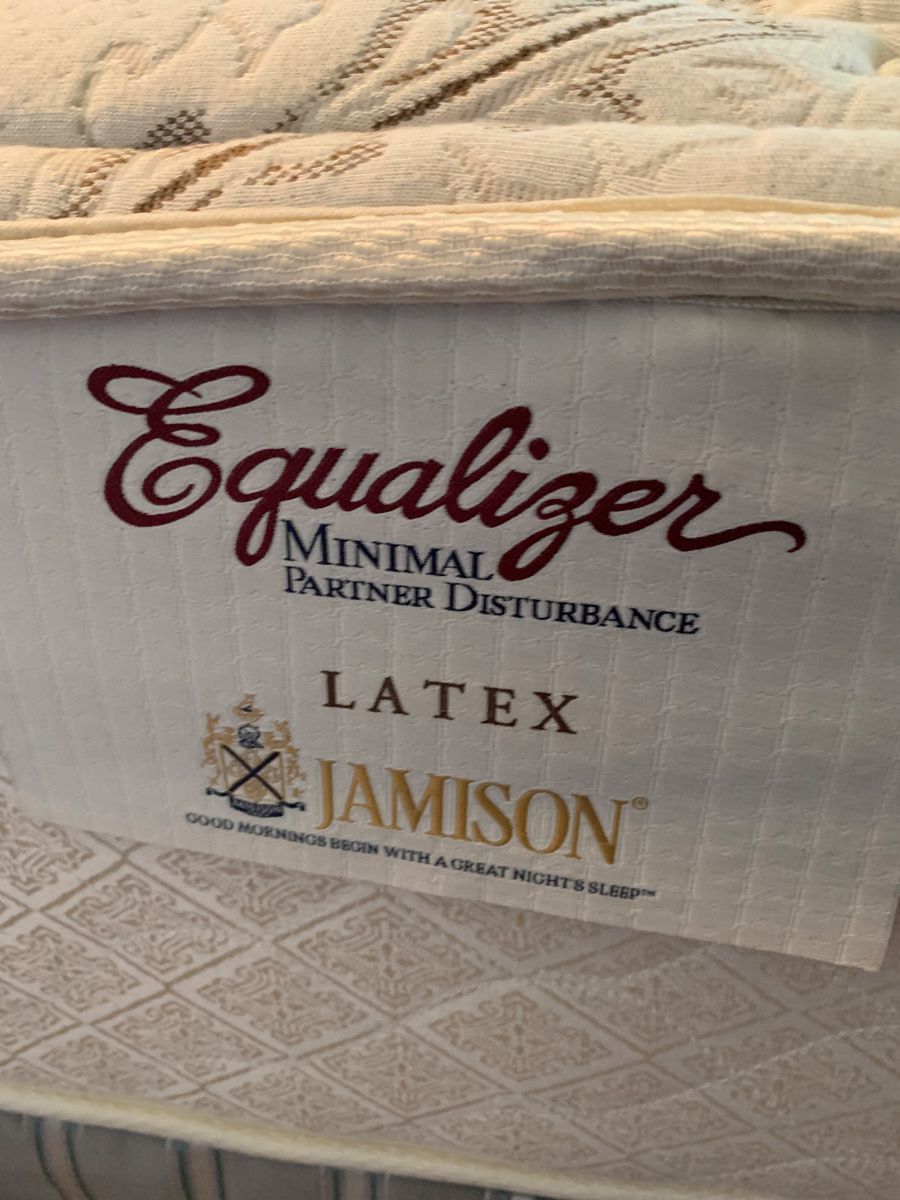 Equalizer
MINIMAL
PARTNER DISTURBANCE
LATEX
JAMISON®
GOOD MORNINGS BEGIN WITH A GREAT NIGHT'S SLEEP™